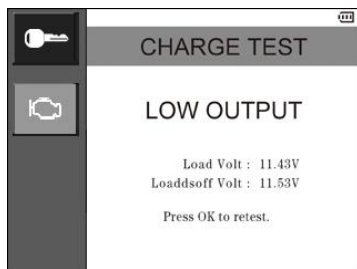 CHARGE TEST
LOW OUTPUT
Load Volt : 11.43V
Loaddsoff Volt : 11.53V
Press OK to retest.